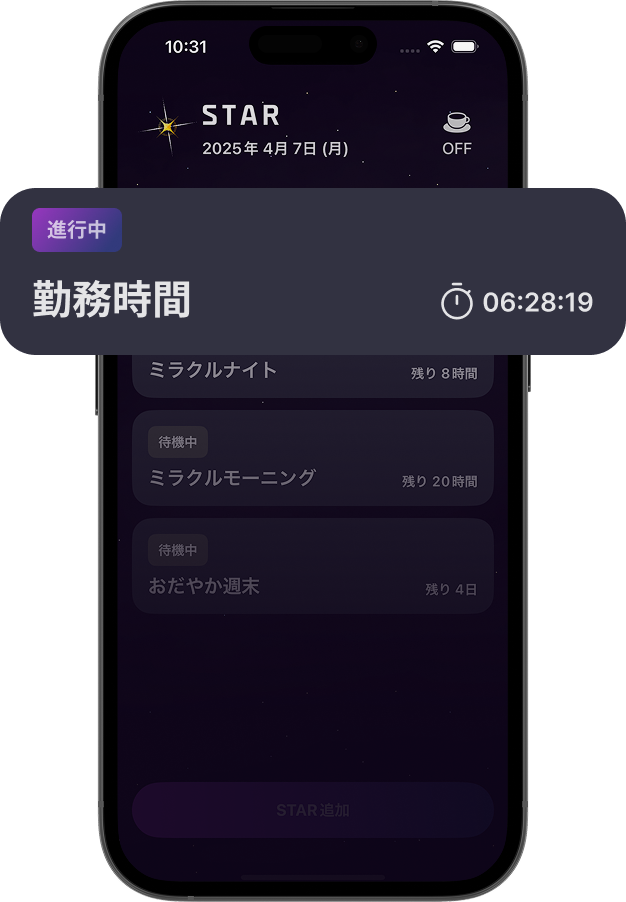 10:31
STAR
2025年 4月 7日 (月)
OFF
進行中
勤務時間
06:28:19
ミラクルナイト
残り 8時間
待機中
ミラクルモーニング
残り 20時間
待機中
おだやか週末
残り 4日
STAR追加